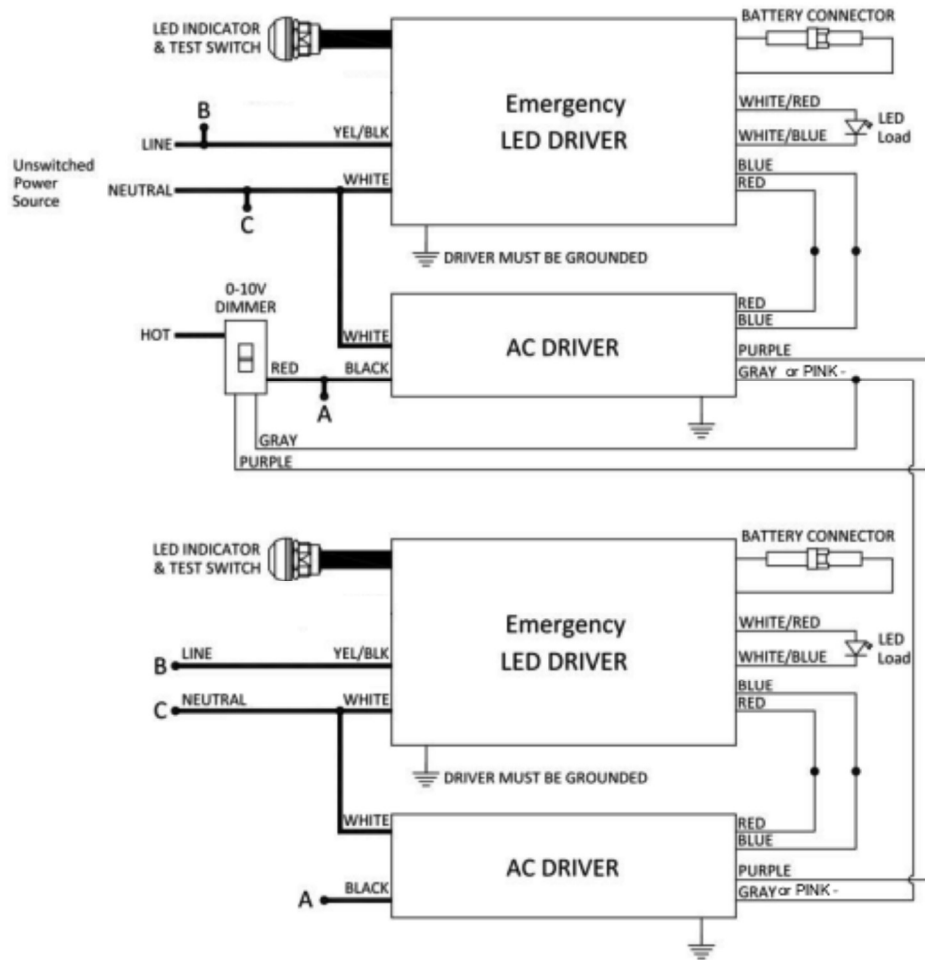 LED INDICATOR
& TEST SWITCH
BATTERY CONNECTOR
Emergency
LED DRIVER
WHITE/RED
WHITE/BLUE
LED
Load
B
LINE
YEL/BLK
Unswitched
Power
Source
NEUTRAL
WHITE
C
BLUE
RED
DRIVER MUST BE GROUNDED
0-10V
DIMMER
HOT
RED
WHITE
BLACK
A
AC DRIVER
RED
BLUE
PURPLE
GRAY or PINK -
GRAY
PURPLE
LED INDICATOR
& TEST SWITCH
BATTERY CONNECTOR
Emergency
LED DRIVER
WHITE/RED
WHITE/BLUE
LED
Load
B
LINE
YEL/BLK
C
NEUTRAL
WHITE
BLUE
RED
DRIVER MUST BE GROUNDED
WHITE
AC DRIVER
RED
BLUE
PURPLE
GRAY or PINK -
A
BLACK